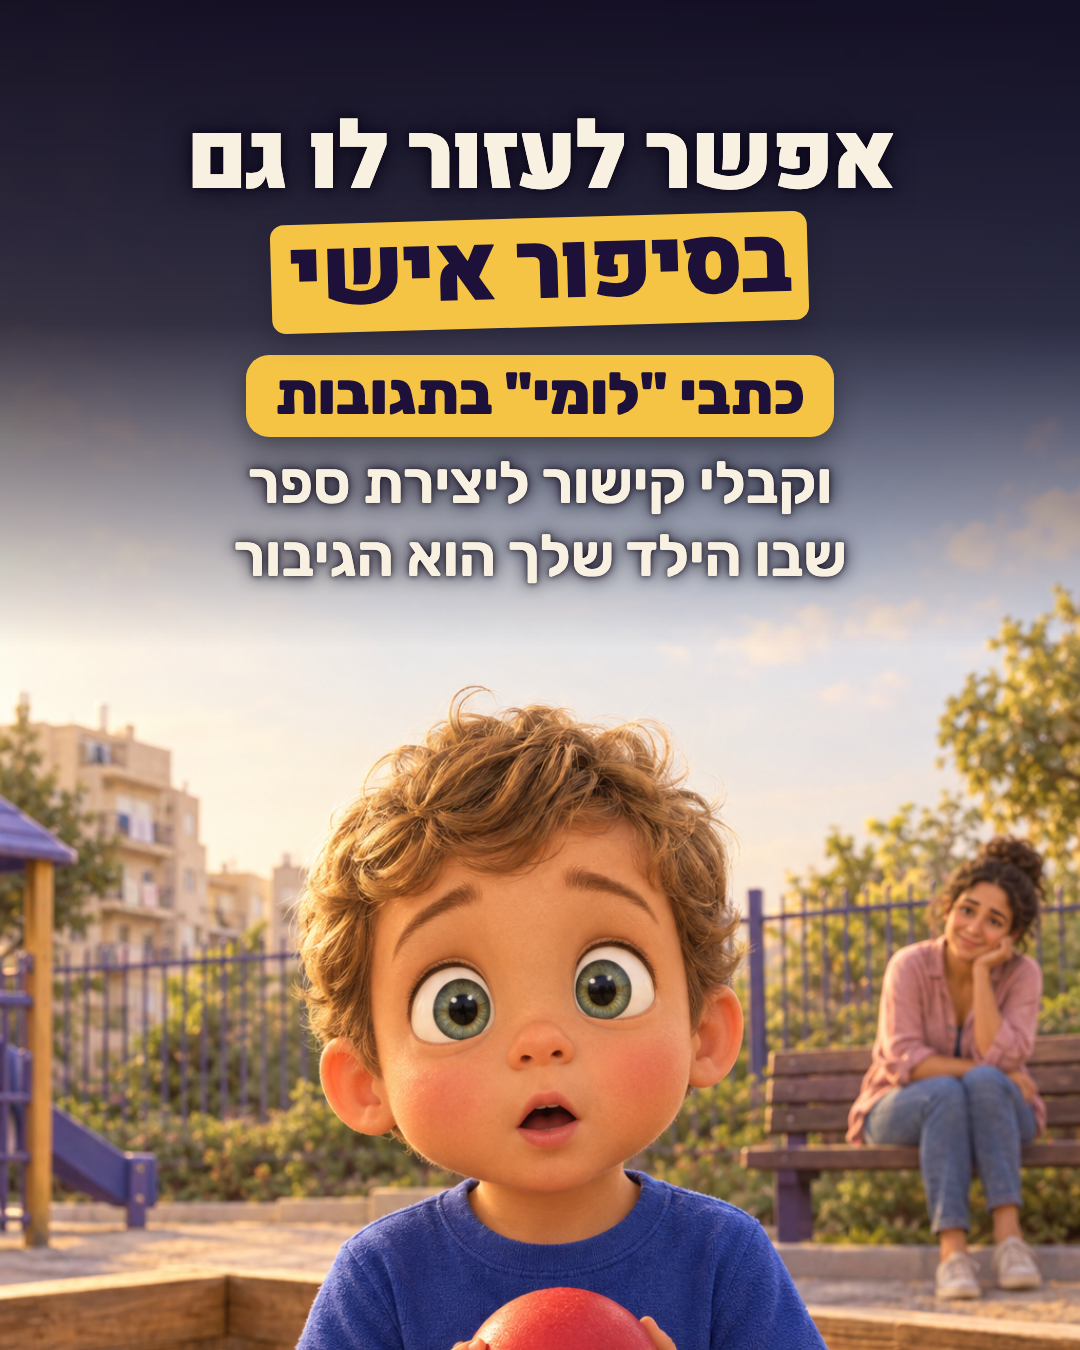 אפשר לעזור לו גם
בסיפור אישי
כתבי "לומי" בתגובות
וקבלי קישור ליצירת ספר
שבו הילד שלך הוא הגיבור